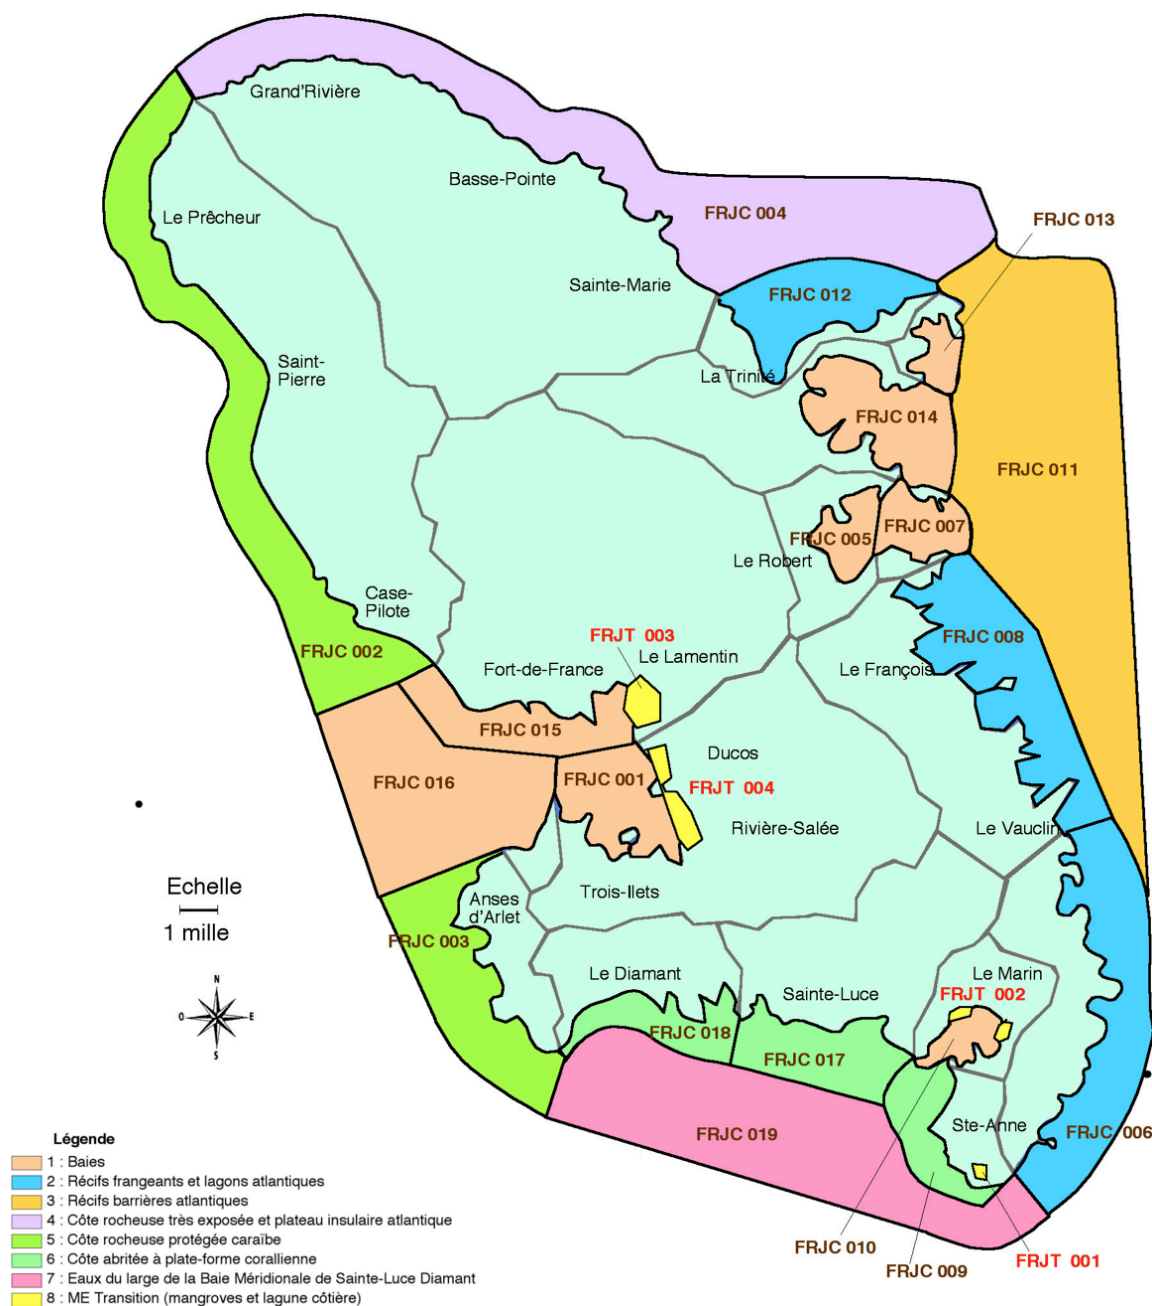 Grand'Rivière
Basse-Pointe
FRJC 004
FRJC 013
Le Prêcheur
Sainte-Marie
FRJC 012
Saint-
Pierre
La Trinité
FRJC 014
FRJC 011
FRJC 005
FRJC 007
Le Robert
Case-
Pilote
FRJC 002
FRJT 003
Le Lamentin
Fort-de-France
FRJC 008
Le François
FRJC 015
Ducos
FRJC 016
FRJC 001
FRJT 004
Rivière-Salée
Le Vauclin
Echelle
1 mille
Trois-Ilets
Anses
d'Arlet
FRJC 003
N
O
E
S
Le Diamant
Sainte-Luce
Le Marin
FRJT 002
FRJC 018
FRJC 017
Ste-Anne
FRJC 019
FRJC 006
FRJC 010
FRJC 009
FRJT 001
Légende
1 : Baies
2 : Récifs frangeants et lagons atlantiques
3 : Récifs barrières atlantiques
4 : Côte rocheuse très exposée et plateau insulaire atlantique
5 : Côte rocheuse protégée caraïbe
6 : Côte abritée à plate-forme corallienne
7 : Eaux du large de la Baie Méridionale de Sainte-Luce Diamant
8 : ME Transition (mangroves et lagune côtière)